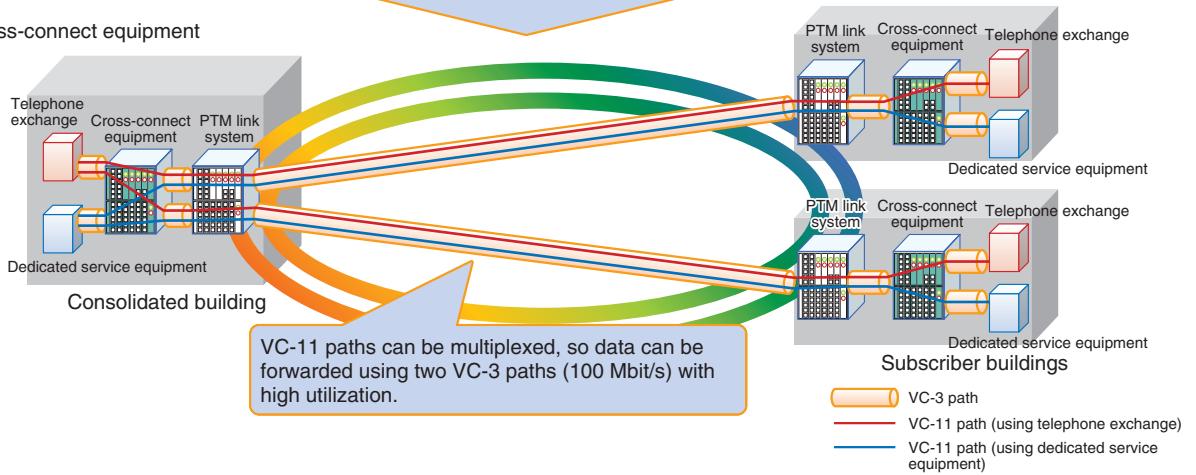 ss-connect equipment
Telephone
exchange
Cross-connect
equipment
PTM link
system
Dedicated service equipment
Consolidated building
PTM link
system
Cross-connect
equipment
Telephone exchange
Dedicated service equipment
PTM link
system
Cross-connect
equipment
Telephone exchange
Dedicated service equipment
Subscriber buildings
VC-11 paths can be multiplexed, so data can be
forwarded using two VC-3 paths (100 Mbit/s) with
high utilization.
VC-3 path
VC-11 path (using telephone exchange)
VC-11 path (using dedicated service
equipment)